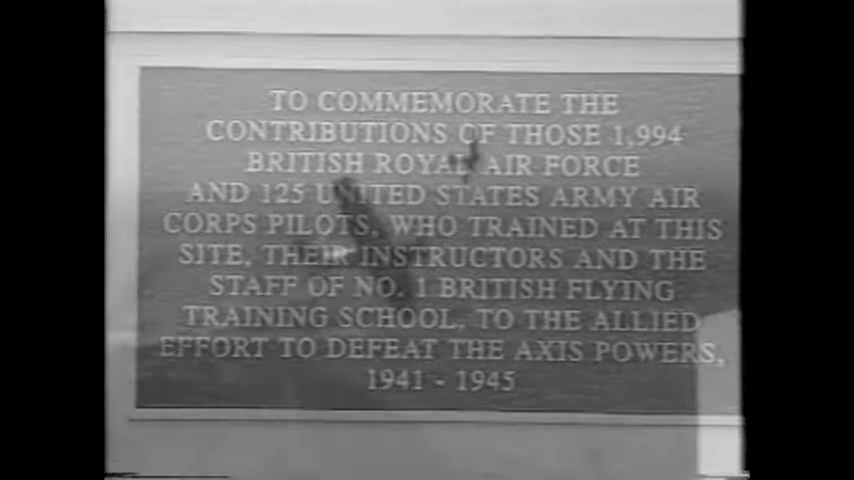 TO COMMEMORATE THE
CONTRIBUTIONS OF THOSE 1,994
BRITISH ROYAL AIR FORCE
AND 125 UNITED STATES ARMY AIR
CORPS PILOTS, WHO TRAINED AT THIS
SITE, THEIR INSTRUCTORS AND THE
STAFF OF NO. 1 BRITISH FLYING
TRAINING SCHOOL, TO THE ALLIED
EFFORT TO DEFEAT THE AXIS POWERS,
1941 - 1945